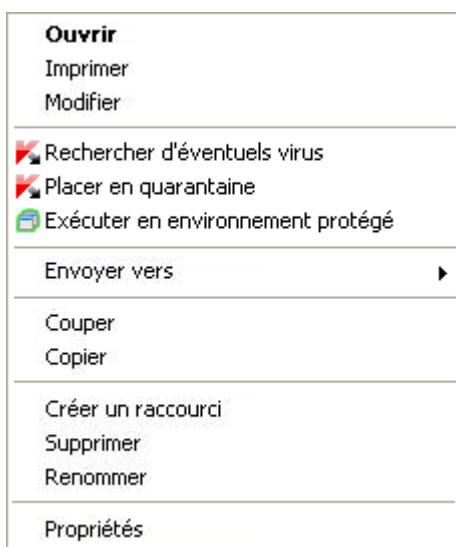 Ouvrir
Imprimer
Modifier
Rechercher d'éventuels virus
Placer en quarantaine
Exécuter en environnement protégé
Envoyer vers
Couper
Copier
Créer un raccourci
Supprimer
Renommer
Propriétés